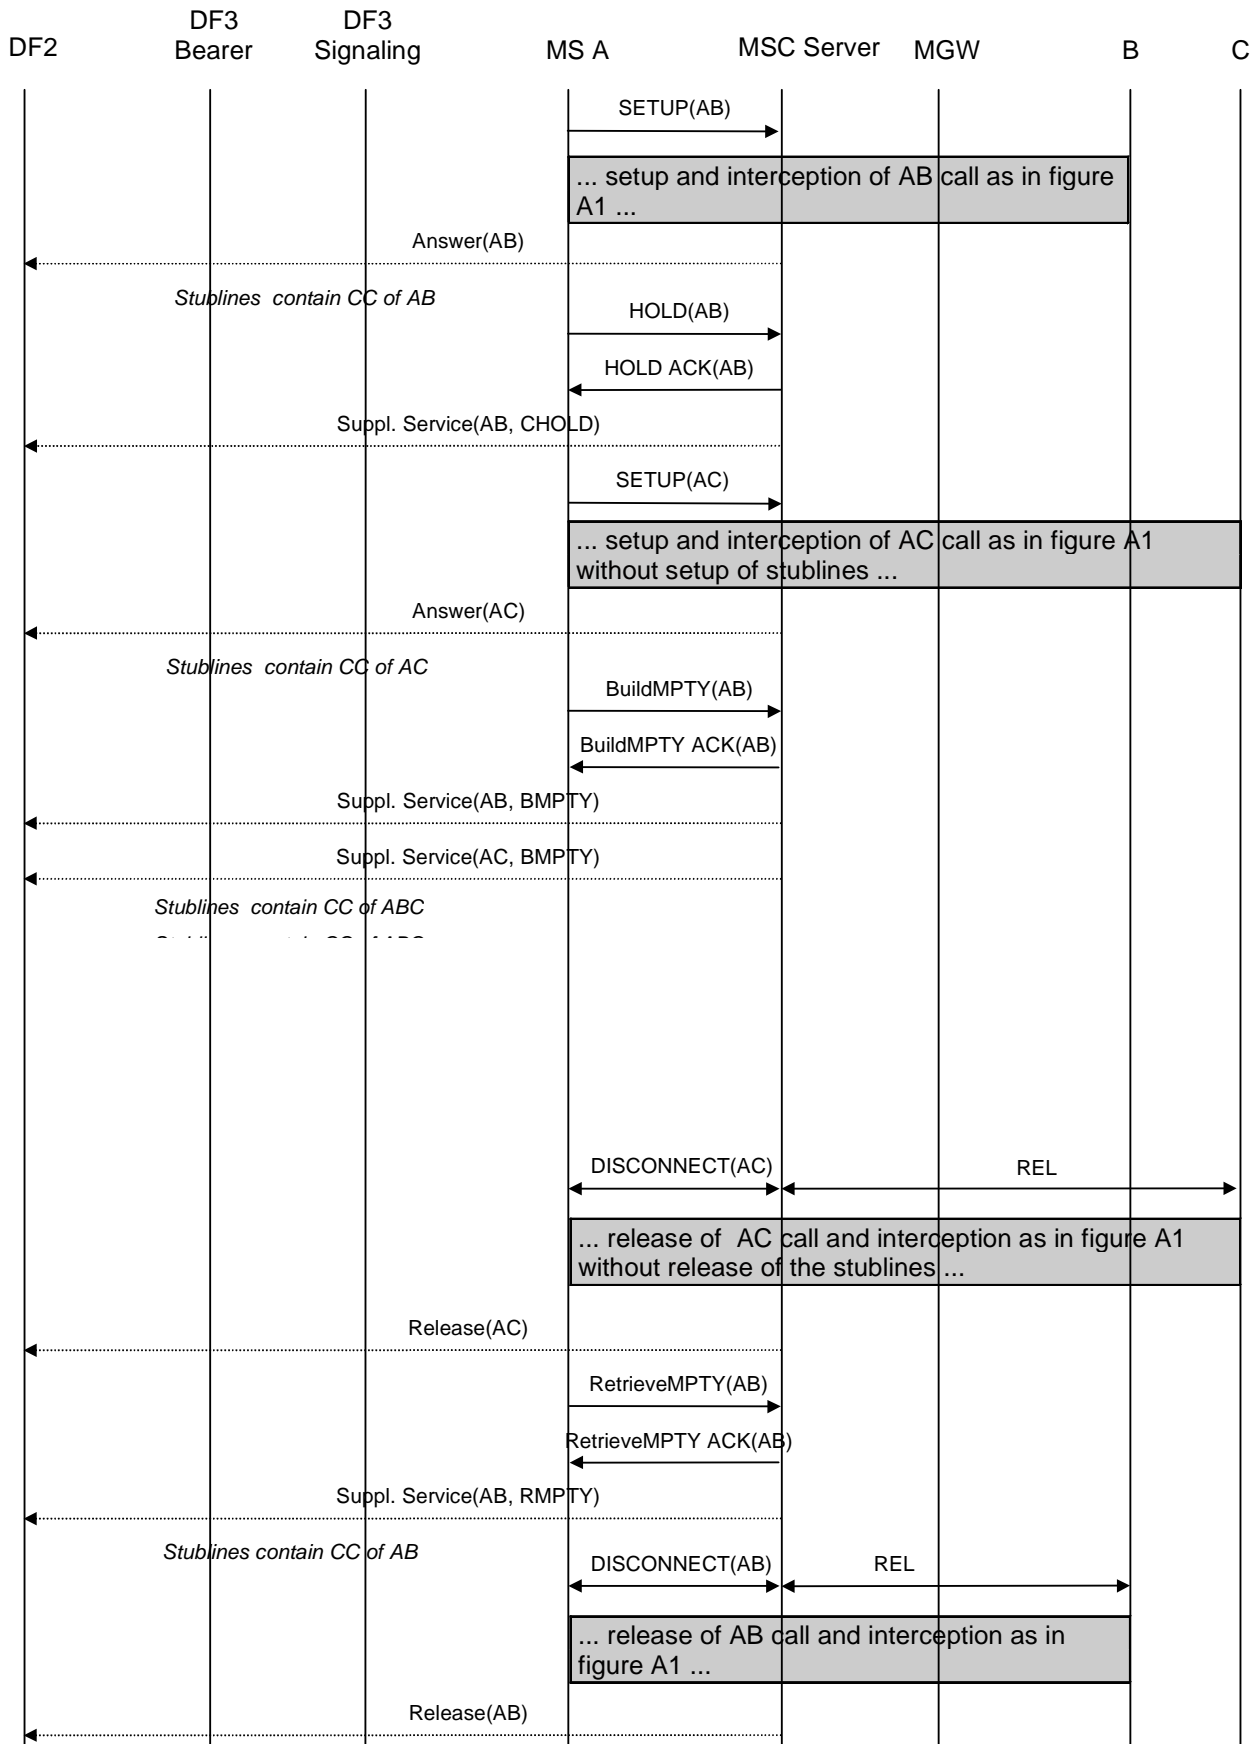 DF2
DF3
Bearer
DF3
Signaling
MS A
MSC Server
MGW
B
C
SETUP(AB)
... setup and interception of AB call as in figure
A1 ...
Answer(AB)
Stublines contain CC of AB
HOLD(AB)
HOLD ACK(AB)
Suppl. Service(AB, CHOLD)
SETUP(AC)
... setup and interception of AC call as in figure A1
without setup of stublines ...
Answer(AC)
Stublines contain CC of AC
BuildMPTY(AB)
BuildMPTY ACK(AB)
Suppl. Service(AB, BMPTY)
Suppl. Service(AC, BMPTY)
Stublines contain CC of ABC
DISCONNECT(AC)
REL
... release of AC call and interception as in figure A1
without release of the stublines ...
Release(AC)
RetrieveMPTY(AB)
RetrieveMPTY ACK(AB)
Suppl. Service(AB, RMPTY)
Stublines contain CC of AB
DISCONNECT(AB)
REL
... release of AB call and interception as in
figure A1 ...
Release(AB)